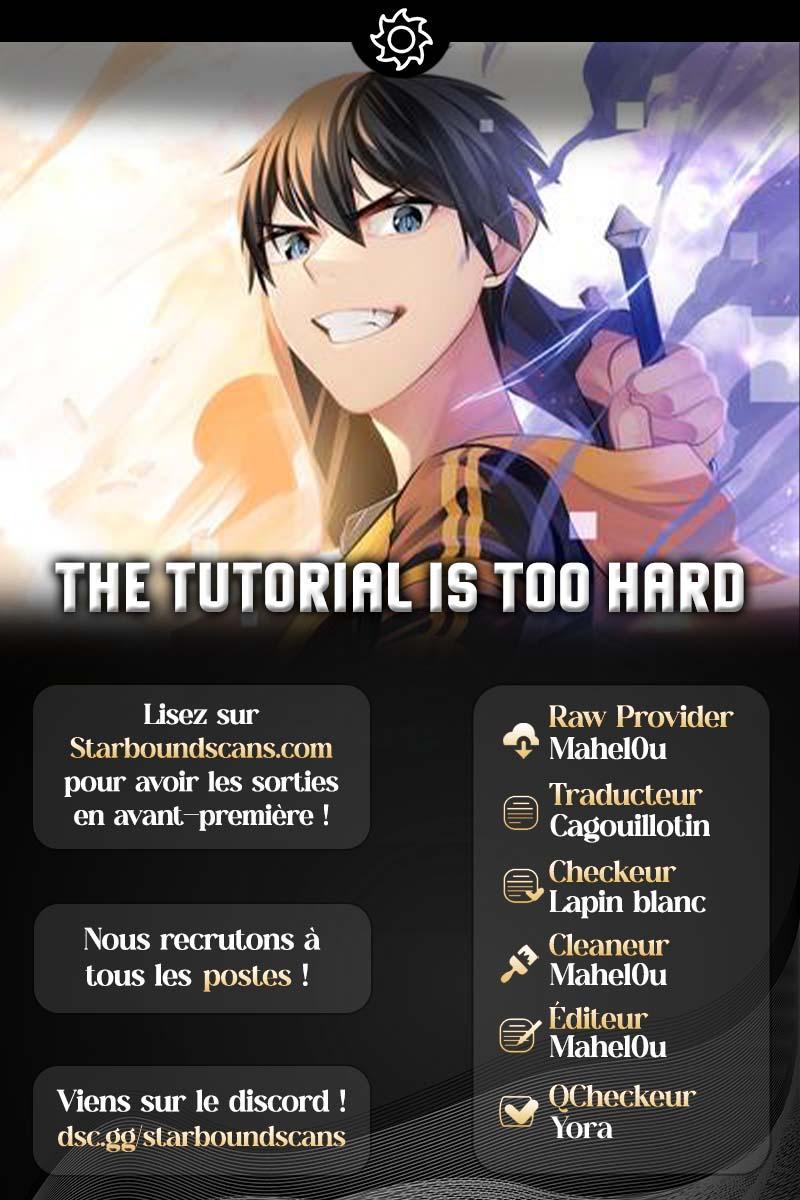 THE TUTORIAL IS TOO HARD
Lisez sur
Starboundscans.com
pour avoir les sorties
en avant-première !
Nous recrutons à
tous les postes !
Viens sur le discord !
dsc.gg/starboundscans
Raw Provider
Mahel0u
Traducteur
Cagouillotin
Checkeur
Lapin blanc
Cleaneur
Mahel0u
Éditeur
Mahel0u
QCheckeur
Yora